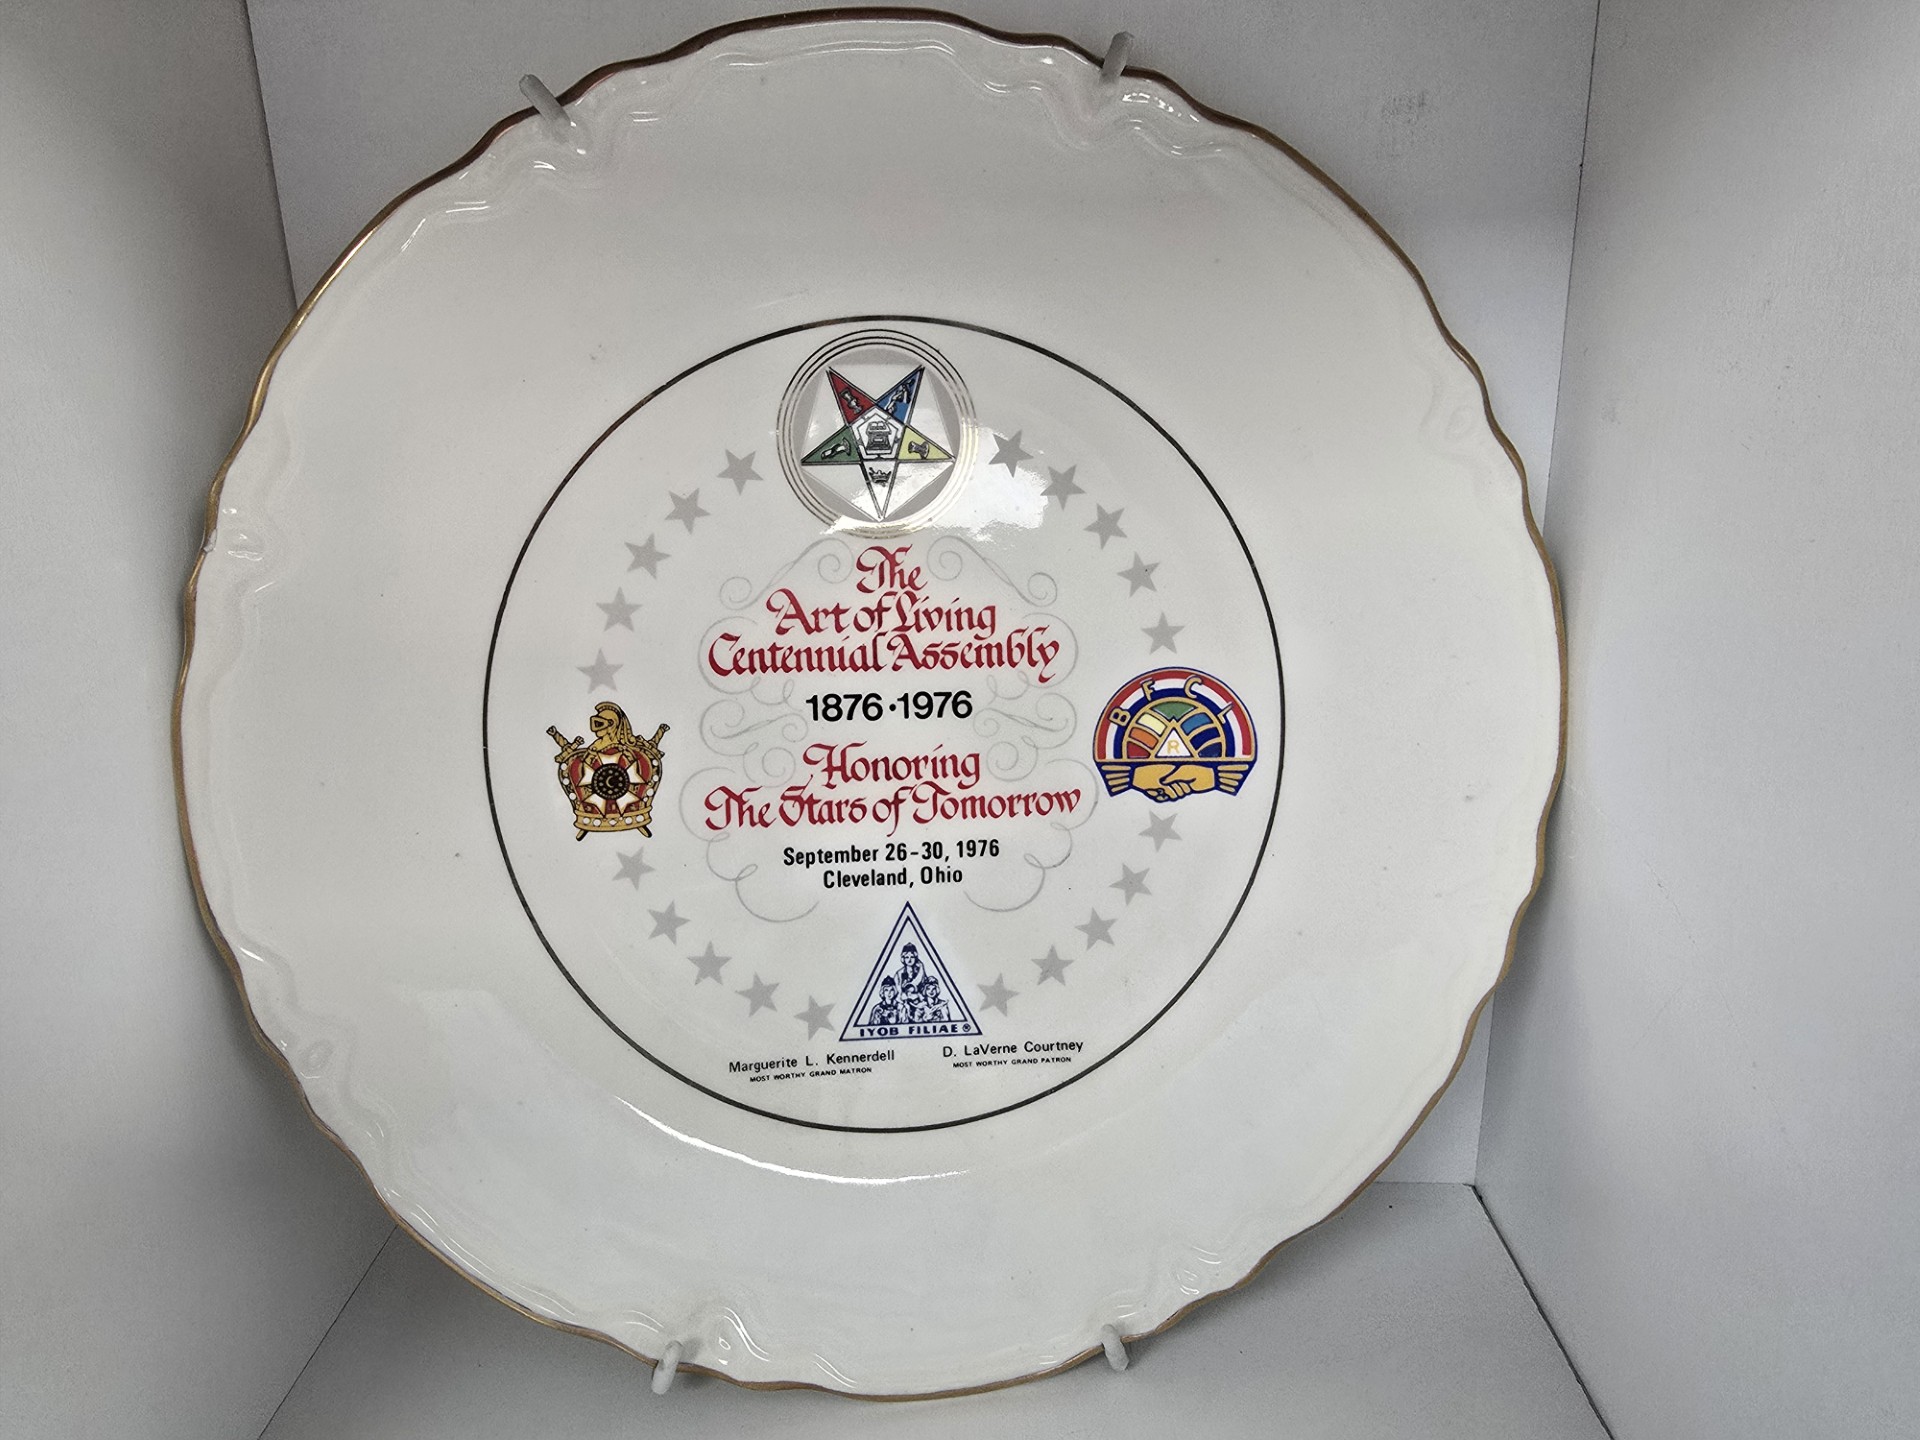 The
Art of Living
Centennial Assembly
1876·1976
Honoring
The Stars of Tomorrow
September 26-30, 1976
Cleveland, Ohio
B F C L
R
IYOB FILIAE ®
Marguerite L. Kennerdell
MOST WORTHY GRAND MATRON
D. LaVerne Courtney
MOST WORTHY GRAND PATRON